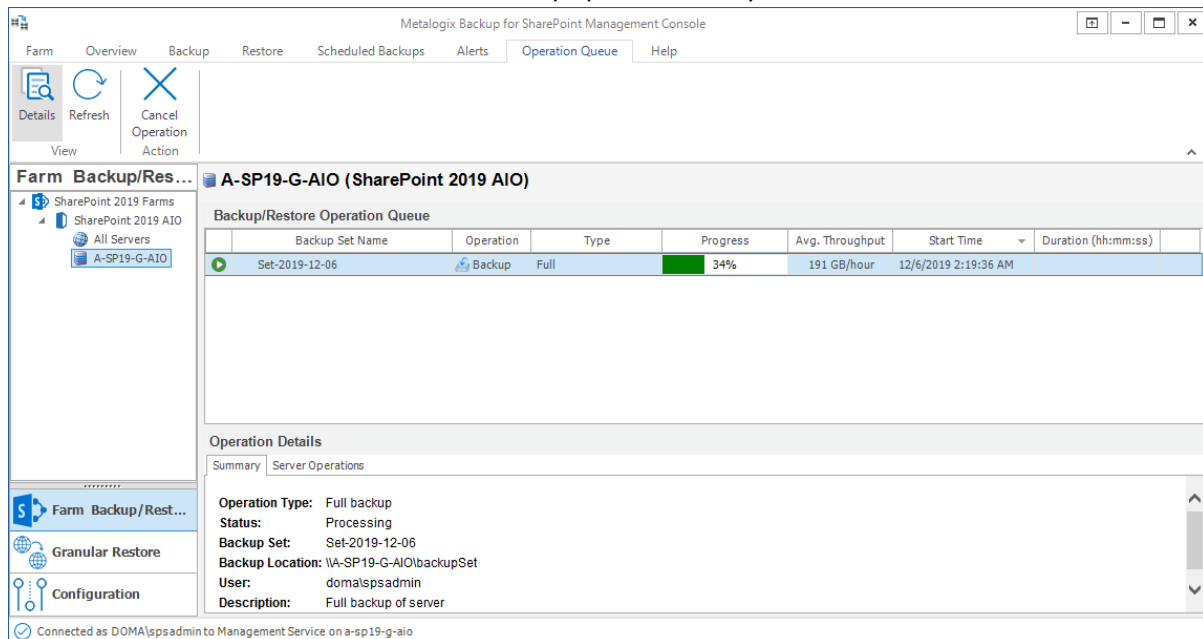 Metalogix Backup for SharePoint Management Console
Farm Overview Backup Restore Scheduled Backups Alerts Operation Queue Help
Details Refresh Cancel Operation
View Action
Farm Backup/Res...
SharePoint 2019 Farms
SharePoint 2019 AIO
All Servers
A-SP19-G-AIO
A-SP19-G-AIO (SharePoint 2019 AIO)
Backup/Restore Operation Queue
Backup Set Name Operation Type Progress Avg. Throughput Start Time Duration (hh:mm:ss)
Set-2019-12-06 Backup Full 34% 191 GB/hour 12/6/2019 2:19:36 AM
Operation Details
Summary Server Operations
Operation Type: Full backup
Status: Processing
Backup Set: Set-2019-12-06
Backup Location: \\A-SP19-G-AIO\backupSet
User: doma\spsadmin
Description: Full backup of server
Farm Backup/Rest...
Granular Restore
Configuration
Connected as DOMA\spsadmin to Management Service on a-sp19-g-aio